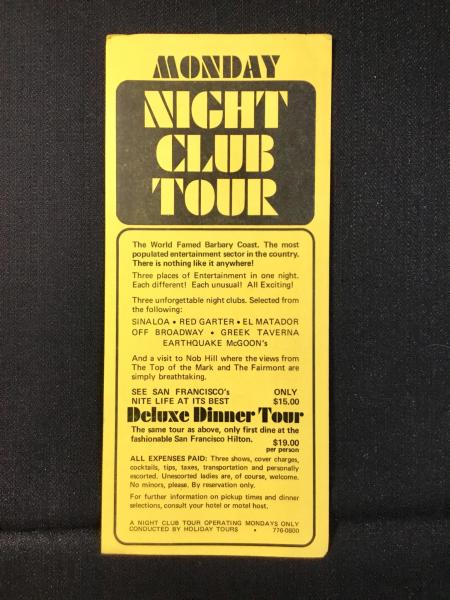 MONDAY
NIGHT
CLUB
TOUR
The World Famed Barbary Coast. The most
populated entertainment sector in the country.
There is nothing like it anywhere!
Three places of Entertainment in one night.
Each different! Each unusual! All Exciting!
Three unforgettable night clubs. Selected from
the following:
SINALOA • RED GARTER • EL MATADOR
OFF BROADWAY • GREEK TAVERNA
EARTHQUAKE McGOON's
And a visit to Nob Hill where the views from
The Top of the Mark and The Fairmont are
simply breathtaking.
SEE SAN FRANCISCO's ONLY
NITE LIFE AT ITS BEST $15.00
Deluxe Dinner Tour
The same tour as above, only first dine at the
fashionable San Francisco Hilton. $19.00
per person
ALL EXPENSES PAID: Three shows, cover charges,
cocktails, tips, taxes, transportation and personally
escorted. Unescorted ladies are, of course, welcome.
No minors, please. By reservation only.
For further information on pickup times and dinner
selections, consult your hotel or motel host.
A NIGHT CLUB TOUR OPERATING MONDAYS ONLY
CONDUCTED BY HOLIDAY TOURS • 776-0600